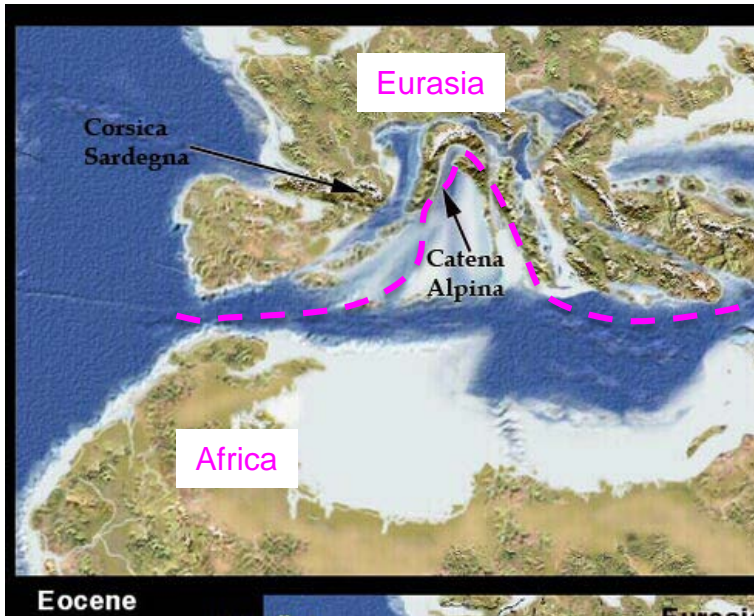 Eurasia
Corsica
Sardegna
Catena
Alpina
Africa
Eocene